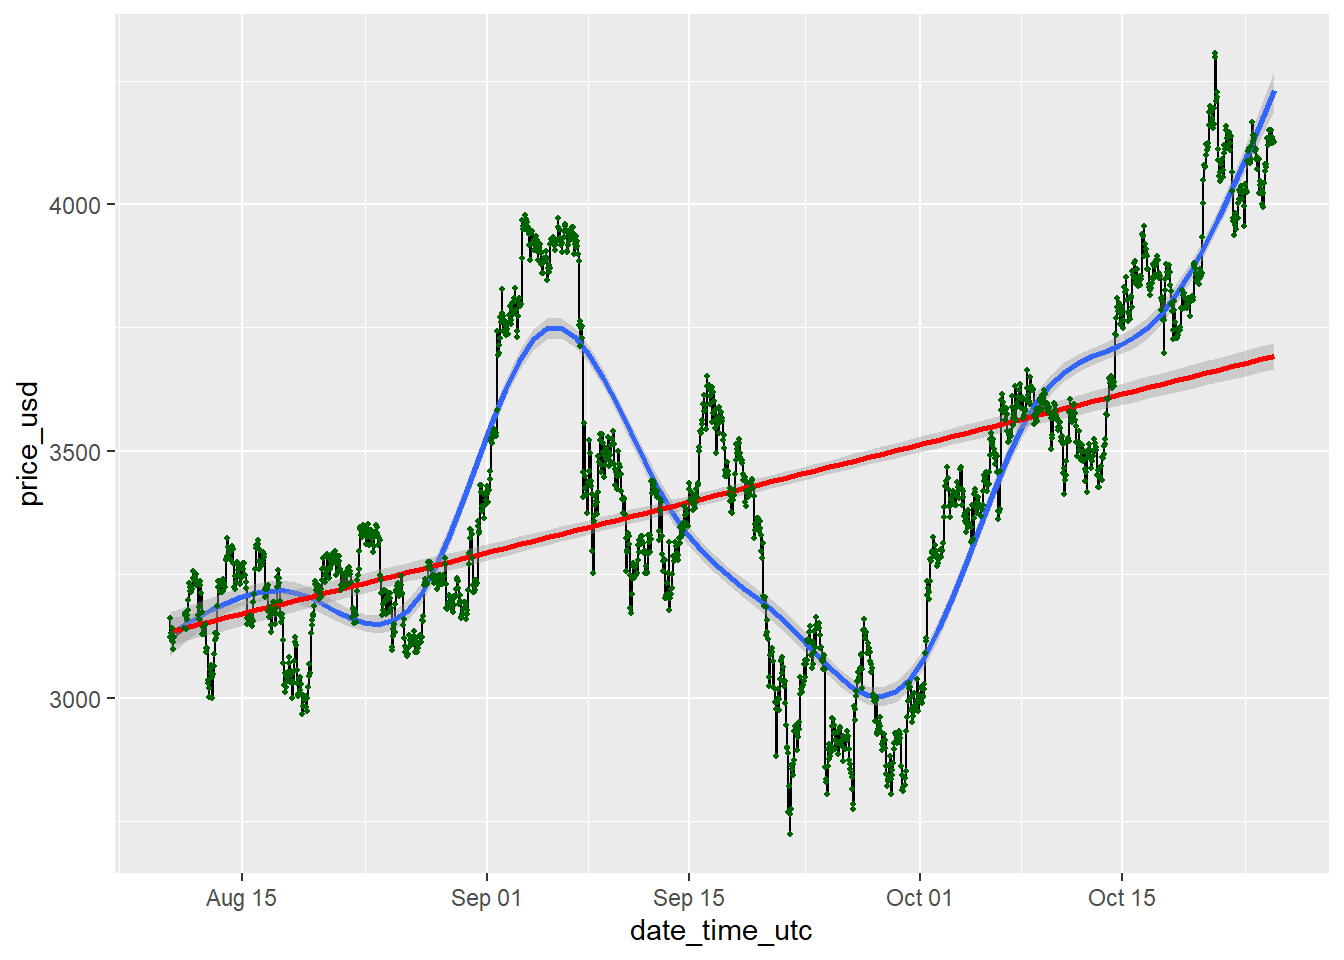 price_usd
4000
3500
3000
Aug 15
Sep 01
Sep 15
Oct 01
Oct 15
date_time_utc